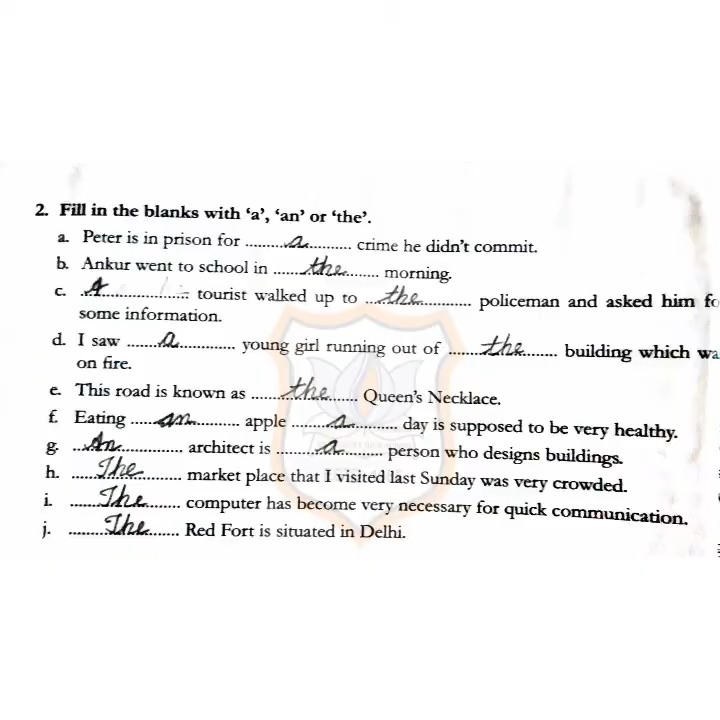 2. Fill in the blanks with ‘a’, ‘an’ or ‘the’.
a. Peter is in prison for ..........a.......... crime he didn’t commit.
b. Ankur went to school in .......the....... morning.
c. .A................... tourist walked up to ...the............ policeman and asked him fo
some information.
d. I saw .......a.............. young girl running out of .......the........ building which wa
on fire.
e. This road is known as ........the...... Queen’s Necklace.
f. Eating ......an.......... apple ........a.......... day is supposed to be very healthy.
g. ...An............. architect is .........a......... person who designs buildings.
h. ......The......... market place that I visited last Sunday was very crowded.
i. .......The........ computer has become very necessary for quick communication.
j. ........The....... Red Fort is situated in Delhi.